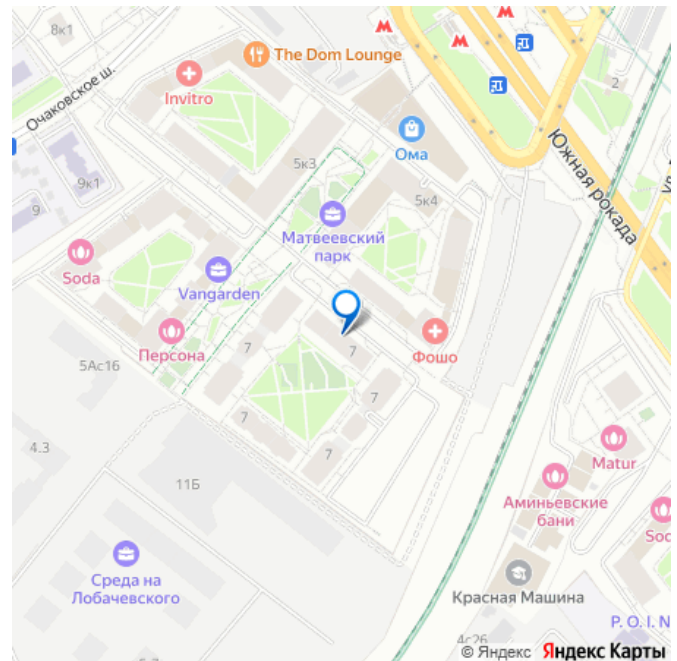 8к1
The Dom Lounge
Invitro
Очаковское ш.
Ома
2
Южная рокада
5к3
9к1
5к4
9
Матвеевский
парк
Soda
Vangarden
Персона
Фошо
7
7
5Ас16
7
7
7
4.3
11Б
Matur
Аминьевские
бани
Soc
Среда на
Лобачевского
Красная Машина
P. O. I. N
4с26
© Яндекс Яндекс Карты